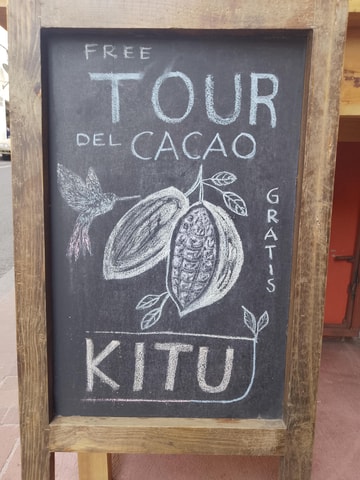 FREE
TOUR
DEL CACAO
GRATIS
KITU